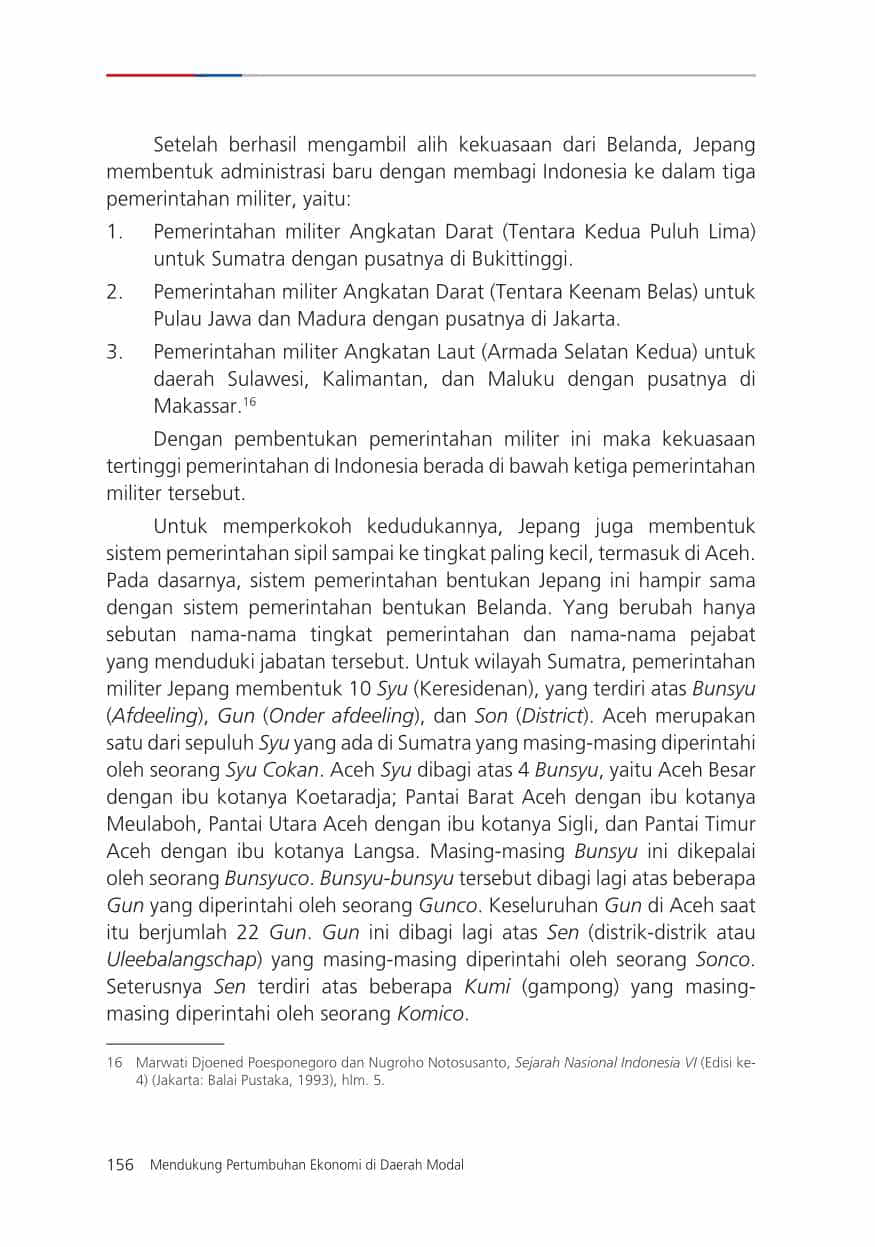 Setelah berhasil mengambil alih kekuasaan dari Belanda, Jepang
membentuk administrasi baru dengan membagi Indonesia ke dalam tiga
pemerintahan militer, yaitu:
1. Pemerintahan militer Angkatan Darat (Tentara Kedua Puluh Lima)
untuk Sumatra dengan pusatnya di Bukittinggi.
2. Pemerintahan militer Angkatan Darat (Tentara Keenam Belas) untuk
Pulau Jawa dan Madura dengan pusatnya di Jakarta.
3. Pemerintahan militer Angkatan Laut (Armada Selatan Kedua) untuk
daerah Sulawesi, Kalimantan, dan Maluku dengan pusatnya di
Makassar.16
Dengan pembentukan pemerintahan militer ini maka kekuasaan
tertinggi pemerintahan di Indonesia berada di bawah ketiga pemerintahan
militer tersebut.
Untuk memperkokoh kedudukannya, Jepang juga membentuk
sistem pemerintahan sipil sampai ke tingkat paling kecil, termasuk di Aceh.
Pada dasarnya, sistem pemerintahan bentukan Jepang ini hampir sama
dengan sistem pemerintahan bentukan Belanda. Yang berubah hanya
sebutan nama-nama tingkat pemerintahan dan nama-nama pejabat
yang menduduki jabatan tersebut. Untuk wilayah Sumatra, pemerintahan
militer Jepang membentuk 10 Syu (Keresidenan), yang terdiri atas Bunsyu
(Afdeeling), Gun (Onder afdeeling), dan Son (District). Aceh merupakan
satu dari sepuluh Syu yang ada di Sumatra yang masing-masing diperintahi
oleh seorang Syu Cokan. Aceh Syu dibagi atas 4 Bunsyu, yaitu Aceh Besar
dengan ibu kotanya Koetaradja; Pantai Barat Aceh dengan ibu kotanya
Meulaboh, Pantai Utara Aceh dengan ibu kotanya Sigli, dan Pantai Timur
Aceh dengan ibu kotanya Langsa. Masing-masing Bunsyu ini dikepalai
oleh seorang Bunsyuco. Bunsyu-bunsyu tersebut dibagi lagi atas beberapa
Gun yang diperintahi oleh seorang Gunco. Keseluruhan Gun di Aceh saat
itu berjumlah 22 Gun. Gun ini dibagi lagi atas Sen (distrik-distrik atau
Uleebalangschap) yang masing-masing diperintahi oleh seorang Sonco.
Seterusnya Sen terdiri atas beberapa Kumi (gampong) yang masing-
masing diperintahi oleh seorang Komico.
16 Marwati Djoened Poesponegoro dan Nugroho Notosusanto, Sejarah Nasional Indonesia VI (Edisi ke-
4) (Jakarta: Balai Pustaka, 1993), hlm. 5.
156 Mendukung Pertumbuhan Ekonomi di Daerah Modal